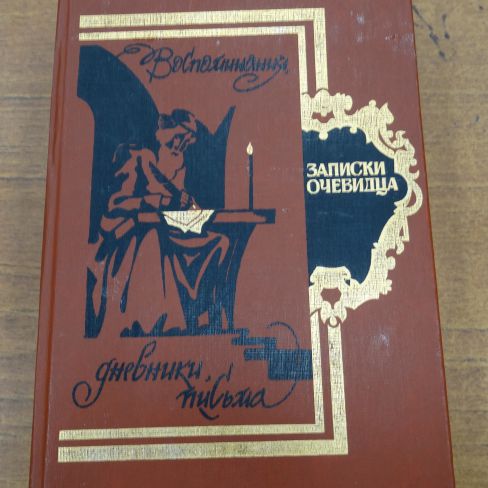 Воспоминания,
ЗАПИСКИ
ОЧЕВИДЦА
дневники,
письма